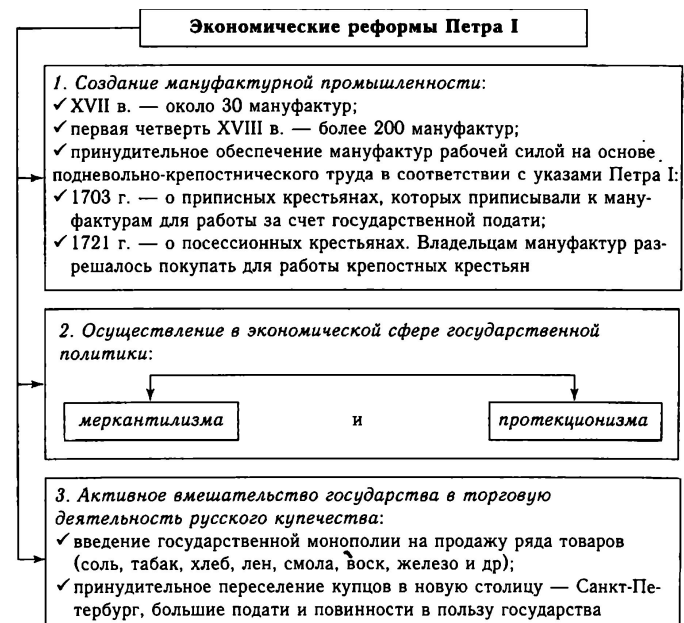 Экономические реформы Петра I
1. Создание мануфактурной промышленности:
✓ XVII в. — около 30 мануфактур;
✓ первая четверть XVIII в. — более 200 мануфактур;
✓ принудительное обеспечение мануфактур рабочей силой на основе
подневольно-крепостнического труда в соответствии с указами Петра I:
✓ 1703 г. — о приписных крестьянах, которых приписывали к ману-
фактурам для работы за счет государственной подати;
✓ 1721 г. — о посессионных крестьянах. Владельцам мануфактур раз-
решалось покупать для работы крепостных крестьян
2. Осуществление в экономической сфере государственной
политики:
меркантилизма и протекционизма
3. Активное вмешательство государства в торговую
деятельность русского купечества:
✓ введение государственной монополии на продажу ряда товаров
(соль, табак, хлеб, лен, смола, воск, железо и др);
✓ принудительное переселение купцов в новую столицу — Санкт-Пе-
тербург, большие подати и повинности в пользу государства